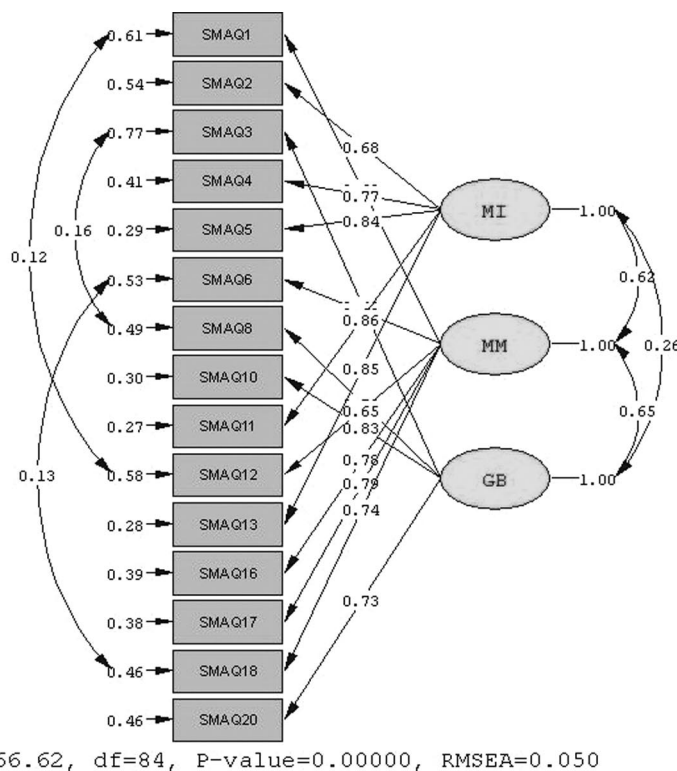 0.61 SMAQ1
0.54 SMAQ2
0.77 SMAQ3
0.68
0.41 SMAQ4
0.77
MI 1.00
0.29 SMAQ5
0.84
0.16
0.12
0.62
0.53 SMAQ6
0.86
0.49 SMAQ8
MM 1.00
0.26
0.30 SMAQ10
0.85
0.65
0.65
0.27 SMAQ11
0.83
0.78
0.13
0.58 SMAQ12
0.79
GB 1.00
0.74
0.28 SMAQ13
0.39 SMAQ16
0.73
0.38 SMAQ17
0.46 SMAQ18
0.46 SMAQ20
56.62, df=84, P-value=0.00000, RMSEA=0.050